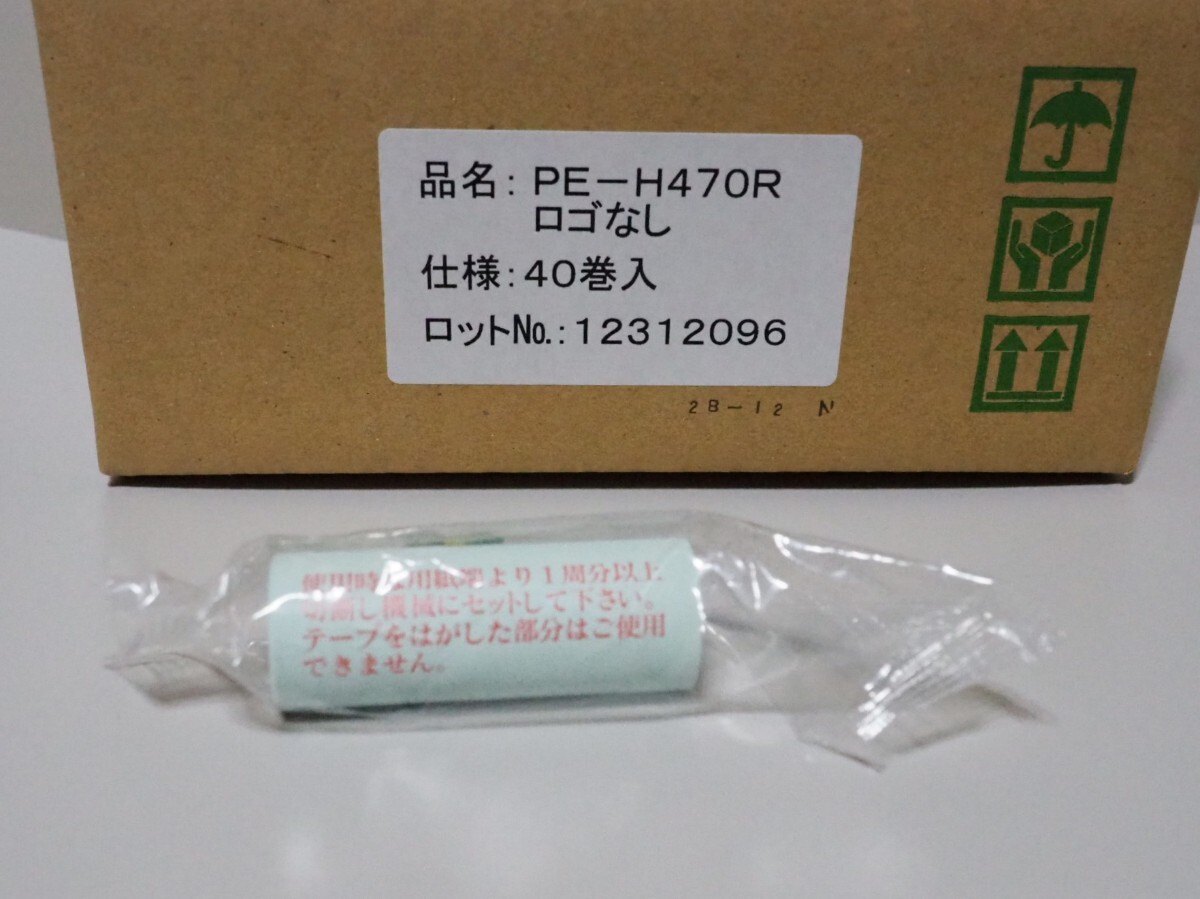 品名：PE－H470R
ロゴなし
仕様：40巻入
ロット№.：12312096
2B－12 N
使用時は用紙端より1周分以上
切断し機械にセットして下さい。
テープをはがした部分はご使用
できません。